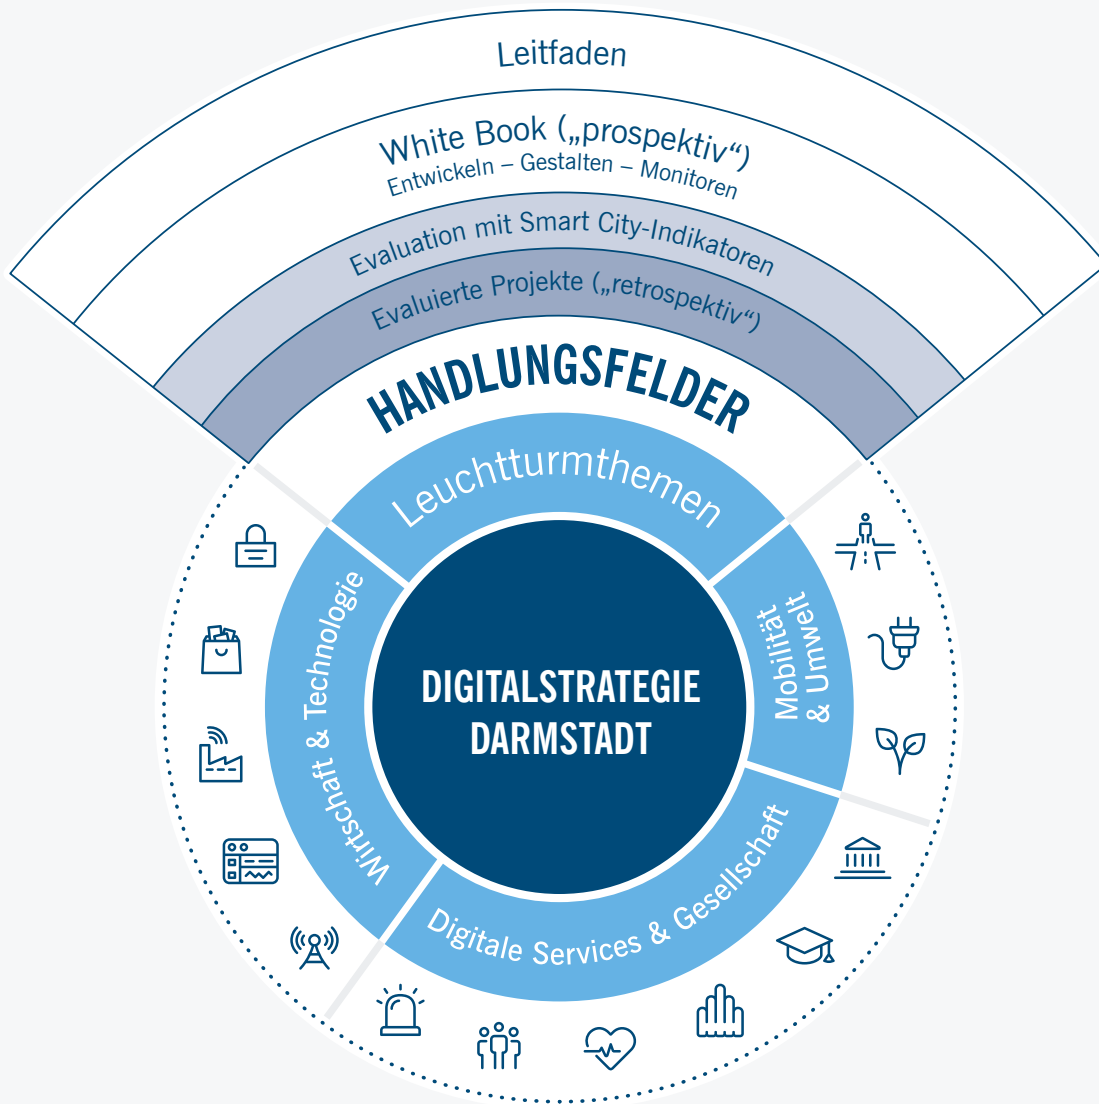 Leitfaden
White Book („prospektiv“)
Entwickeln – Gestalten – Monitoren
Evaluation mit Smart City-Indikatoren
Evaluierte Projekte („retrospektiv“)
HANDLUNGSFELDER
Leuchtturmthemen
Wirtschaft & Technologie
Mobilität
& Umwelt
DIGITALSTRATEGIE
DARMSTADT
Digitale Services & Gesellschaft